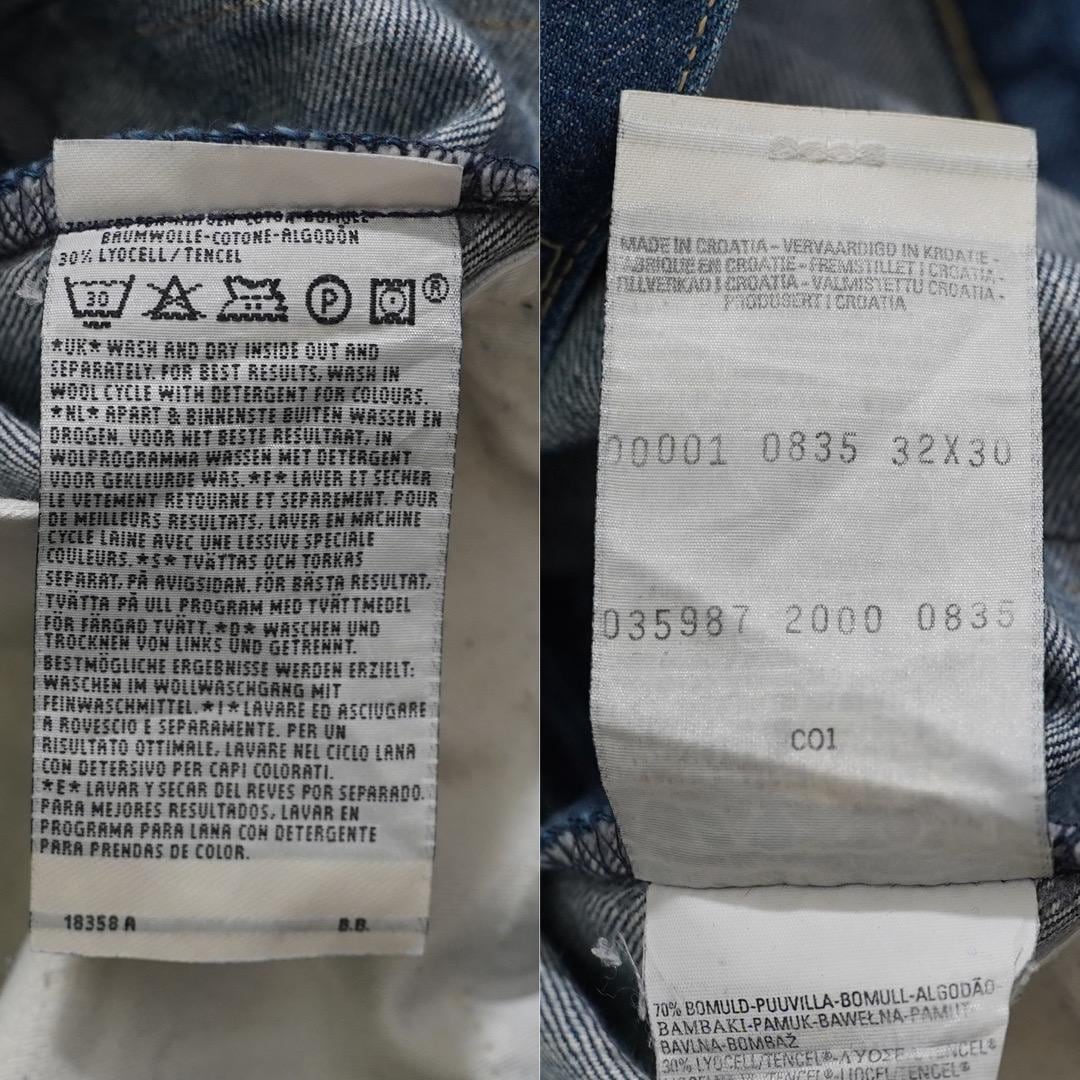 BAUMWOLLE-COTONE-ALGODÓN
30% LYOCELL/TENCEL
30
P
®
*UK* WASH AND DRY INSIDE OUT AND
SEPARATELY. FOR BEST RESULTS, WASH IN
WOOL CYCLE WITH DETERGENT FOR COLOURS.
*NL* APART & BINNENSTE BUITEN WASSEN EN
DROGEN. VOOR HET BESTE RESULTAAT, IN
WOLPROGRAMMA WASSEN MET DETERGENT
VOOR GEKLEURDE WAS.*F* LAVER ET SECHER
LE VETEMENT RETOURNE ET SEPAREMENT. POUR
DE MEILLEURS RESULTATS, LAVER EN MACHINE
CYCLE LAINE AVEC UNE LESSIVE SPECIALE
COULEURS.*S* TVÄTTAS OCH TORKAS
SEPARAT, PÅ AVIGSIDAN. FÖR BÄSTA RESULTAT,
TVÄTTA PÅ ULL PROGRAM MED TVÄTTMEDEL
FÖR FÄRGAD TVÄTT.*D* WASCHEN UND
TROCKNEN VON LINKS UND GETRENNT.
BESTMÖGLICHE ERGEBNISSE WERDEN ERZIELT:
WASCHEN IM WOLLWASCHGANG MIT
FEINWASCHMITTEL.*I*LAVARE ED ASCIUGARE
A ROVESCIO E SEPARAMENTE. PER UN
RISULTATO OTTIMALE, LAVARE NEL CICLO LANA
CON DETERSIVO PER CAPI COLORATI.
*E* LAVAR Y SECAR DEL REVES POR SEPARADO.
PARA MEJORES RESULTADOS, LAVAR EN
PROGRAMA PARA LANA CON DETERGENTE
PARA PRENDAS DE COLOR.
18358 A B.B.
MADE IN CROATIA - VERVAARDIGD IN KROATIE -
FABRIQUE EN CROATIE - FREMSTILLET I CROATIA -
TILLVERKAD I CROATIA - VALMISTETTU CROATIA -
PRODUSERT I CROATIA
00001 0835 32X30
035987 2000 0835
C01
70% BOMULD-PUUVILLA-BOMULL-ALGODÃO-
BAMBAKI-PAMUK-BAWEŁNA-PAMUT-
BAVLNA-BOMBAŽ
30% LYOCELL/TENCEL®